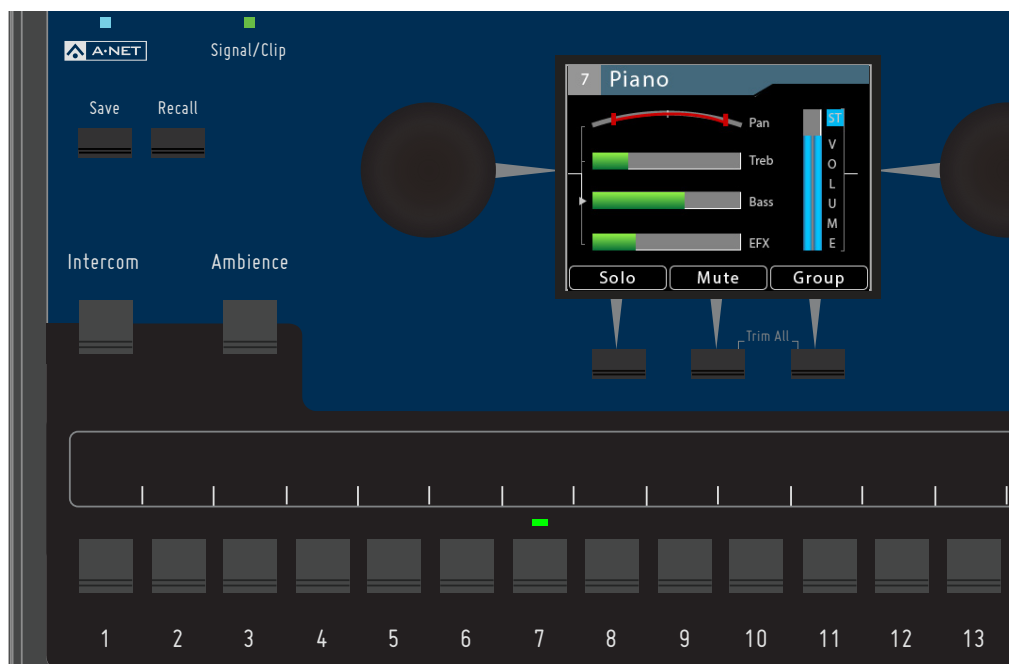 A·NET
Signal/Clip
Save
Recall
7 Piano
Pan
ST
VOLUME
Treb
Bass
EFX
Solo
Mute
Group
Intercom
Ambience
Trim All
1 2 3 4 5 6 7 8 9 10 11 12 13